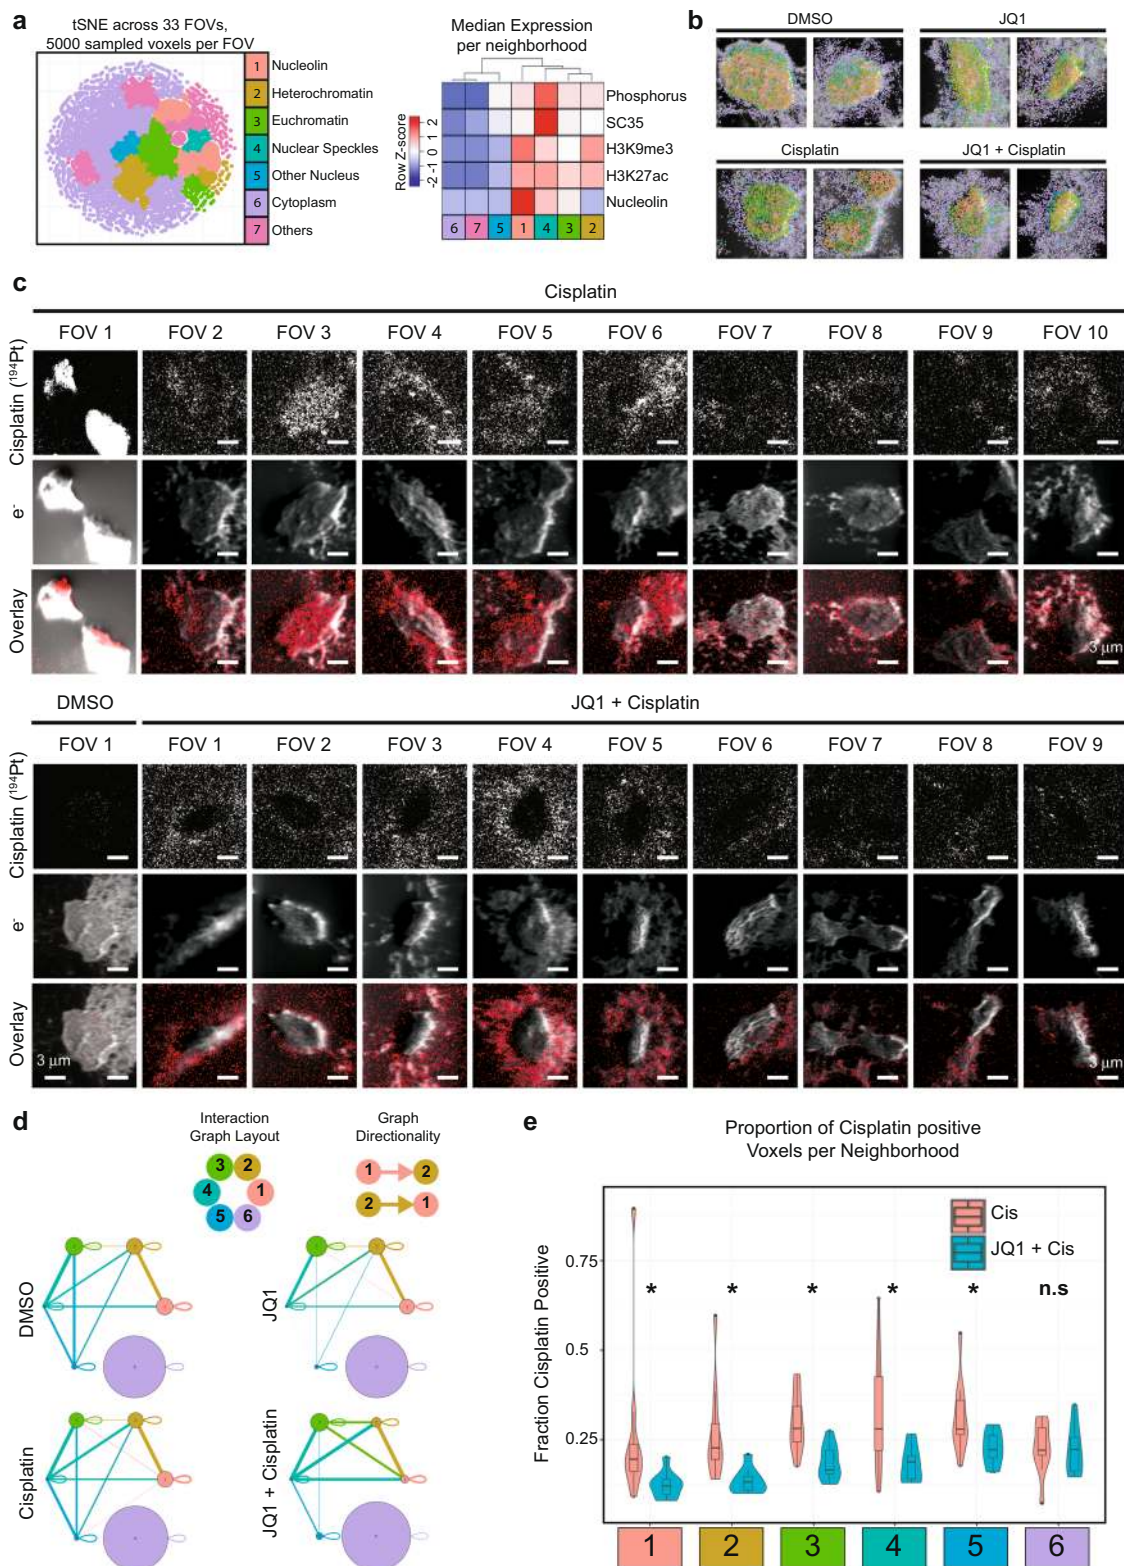 a
tSNE across 33 FOVs,
5000 sampled voxels per FOV
1 Nucleolin
2 Heterochromatin
3 Euchromatin
4 Nuclear Speckles
5 Other Nucleus
6 Cytoplasm
7 Others
Median Expression
per neighborhood
Row Z-score
-2 -1 0 1 2
Phosphorus
SC35
H3K9me3
H3K27ac
Nucleolin
6 7 5 1 4 3 2
b
DMSO JQ1
Cisplatin JQ1 + Cisplatin
c
Cisplatin
FOV 1 FOV 2 FOV 3 FOV 4 FOV 5 FOV 6 FOV 7 FOV 8 FOV 9 FOV 10
Cisplatin (¹⁹⁴Pt)
e⁻
Overlay
3 µm
DMSO JQ1 + Cisplatin
FOV 1 FOV 1 FOV 2 FOV 3 FOV 4 FOV 5 FOV 6 FOV 7 FOV 8 FOV 9
Cisplatin (¹⁹⁴Pt)
e⁻
Overlay
3 µm 3 µm
d
Interaction
Graph Layout
3 2
4 1
5 6
Graph
Directionality
1 2
2 1
DMSO
JQ1
Cisplatin
JQ1 + Cisplatin
e
Proportion of Cisplatin positive
Voxels per Neighborhood
Fraction Cisplatin Positive
0.75
0.5
0.25
Cis
JQ1 + Cis
* * * * * n.s
1 2 3 4 5 6